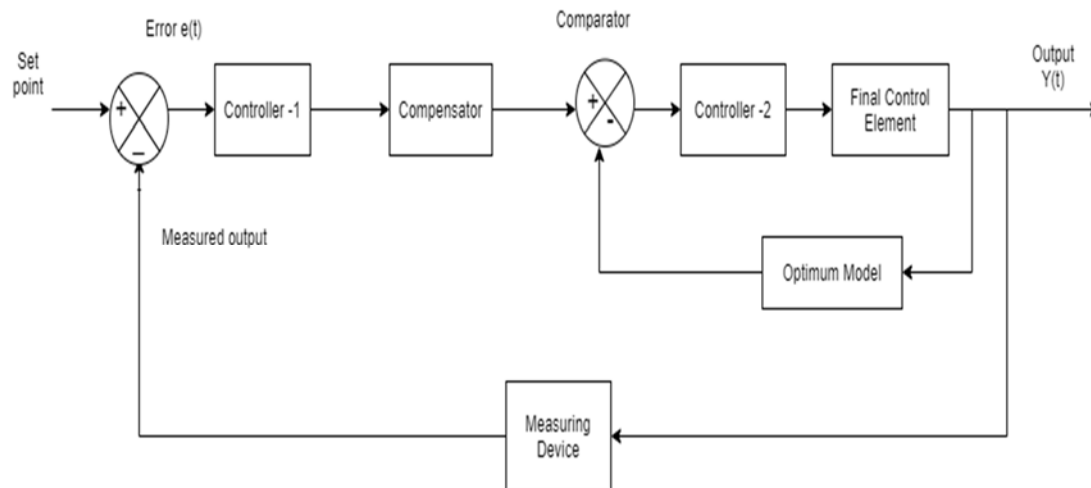 Comparator
Error e(t)
Set
point
Output
Y(t)
+
–
Controller -1
Compensator
+
-
Controller -2
Final Control
Element
Measured output
Optimum Model
Measuring
Device